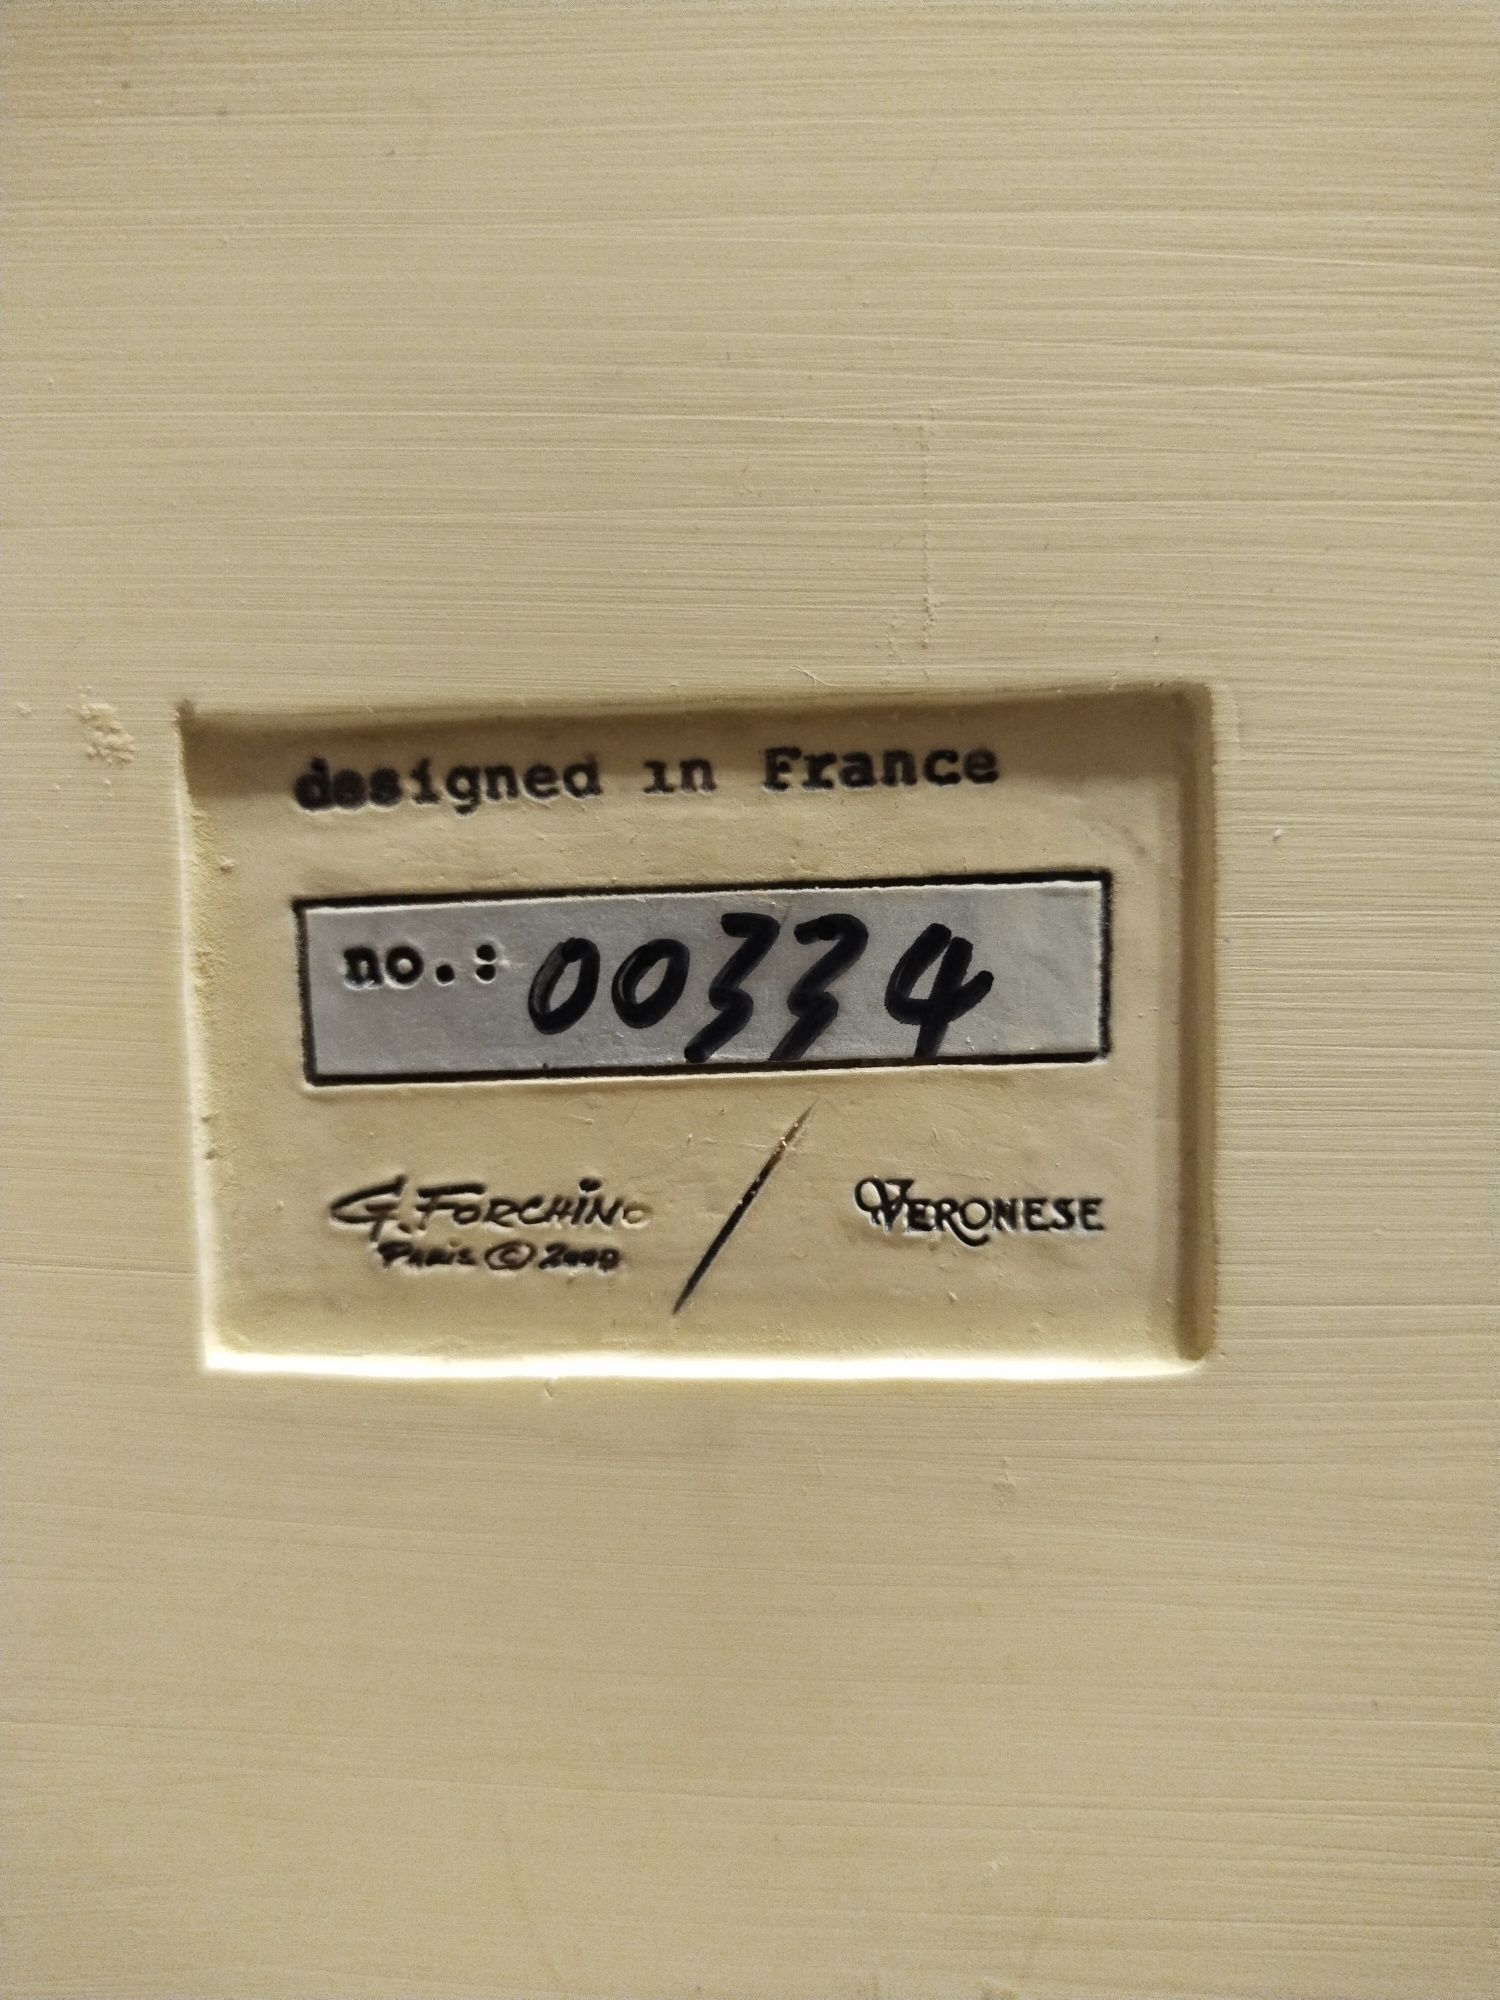 designed in France
no.: 00334
G. FORCHINO
PARIS © 2000
VERONESE